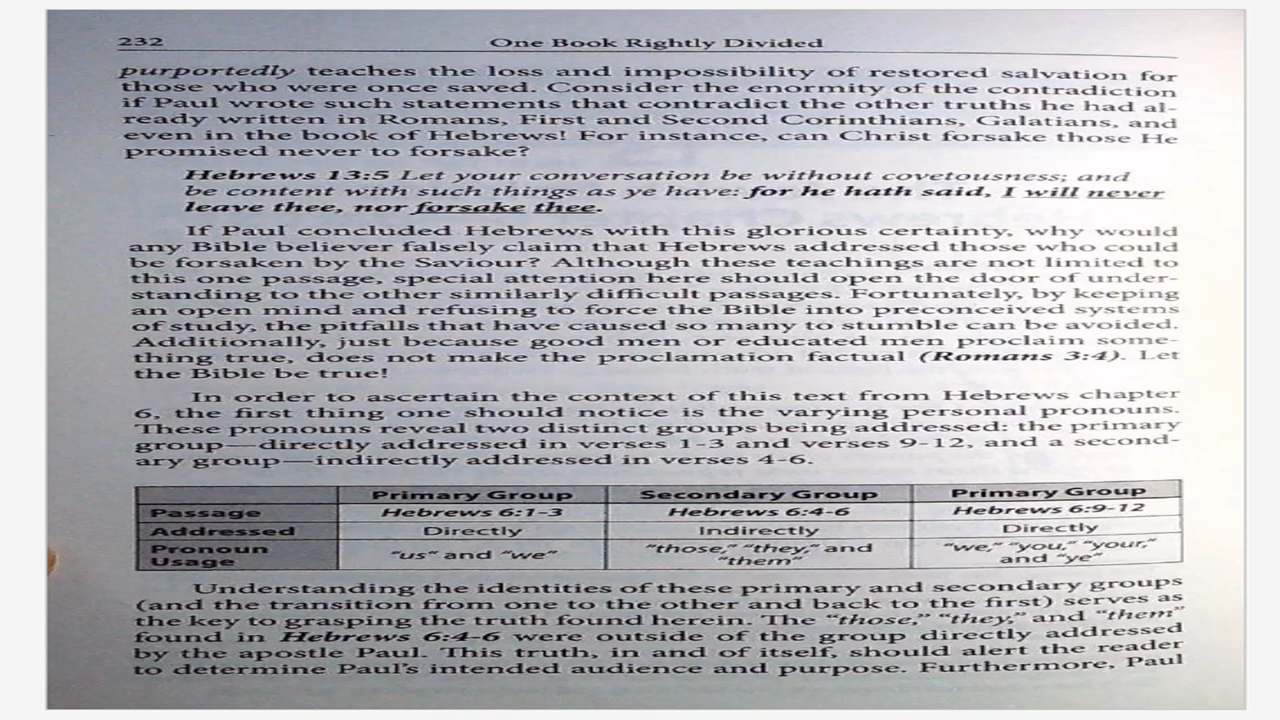 232 One Book Rightly Divided
purportedly teaches the loss and impossibility of restored salvation for
those who were once saved. Consider the enormity of the contradiction
if Paul wrote such statements that contradict the other truths he had al-
ready written in Romans, First and Second Corinthians, Galatians, and
even in the book of Hebrews! For instance, can Christ forsake those He
promised never to forsake?
Hebrews 13:5 Let your conversation be without covetousness; and
be content with such things as ye have: for he hath said, I will never
leave thee, nor forsake thee.
If Paul concluded Hebrews with this glorious certainty, why would
any Bible believer falsely claim that Hebrews addressed those who could
be forsaken by the Saviour? Although these teachings are not limited to
this one passage, special attention here should open the door of under-
standing to the other similarly difficult passages. Fortunately, by keeping
an open mind and refusing to force the Bible into preconceived systems
of study, the pitfalls that have caused so many to stumble can be avoided.
Additionally, just because good men or educated men proclaim some-
thing true, does not make the proclamation factual (Romans 3:4). Let
the Bible be true!
In order to ascertain the context of this text from Hebrews chapter
6, the first thing one should notice is the varying personal pronouns.
These pronouns reveal two distinct groups being addressed: the primary
group—directly addressed in verses 1-3 and verses 9-12, and a second-
ary group—indirectly addressed in verses 4-6.
Primary Group Secondary Group Primary Group
Passage Hebrews 6:1-3 Hebrews 6:4-6 Hebrews 6:9-12
Addressed Directly Indirectly Directly
Pronoun Usage "us" and "we" "those," "they," and "them" "we," "you," "your," and "ye"
Understanding the identities of these primary and secondary groups
(and the transition from one to the other and back to the first) serves as
the key to grasping the truth found herein. The "those," "they," and "them"
found in Hebrews 6:4-6 were outside of the group directly addressed
by the apostle Paul. This truth, in and of itself, should alert the reader
to determine Paul's intended audience and purpose. Furthermore, Paul